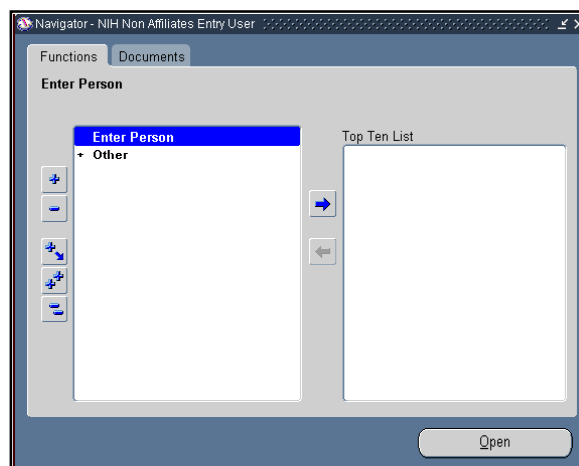 Navigator - NIH Non Affiliates Entry User
Functions
Documents
Enter Person
Enter Person
+ Other
Top Ten List
Open